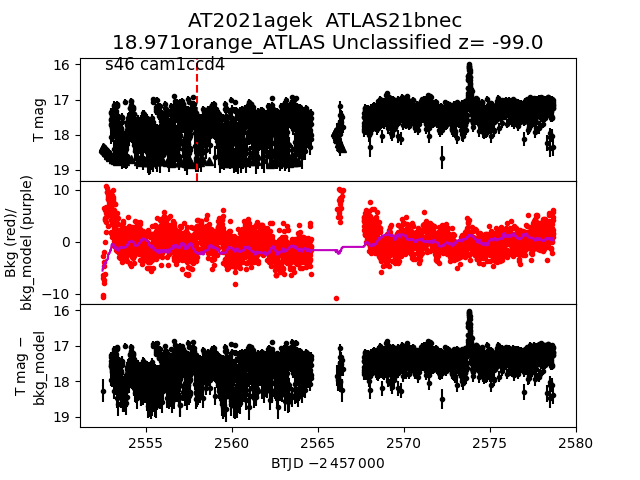 AT2021agek  ATLAS21bnec
18.971orange_ATLAS Unclassified z= -99.0
s46 cam1ccd4
16
17
18
19
T mag
10
0
−10
Bkg (red)/
bkg_model (purple)
16
17
18
19
T mag −
bkg_model
2555 2560 2565 2570 2575 2580
BTJD −2 457 000